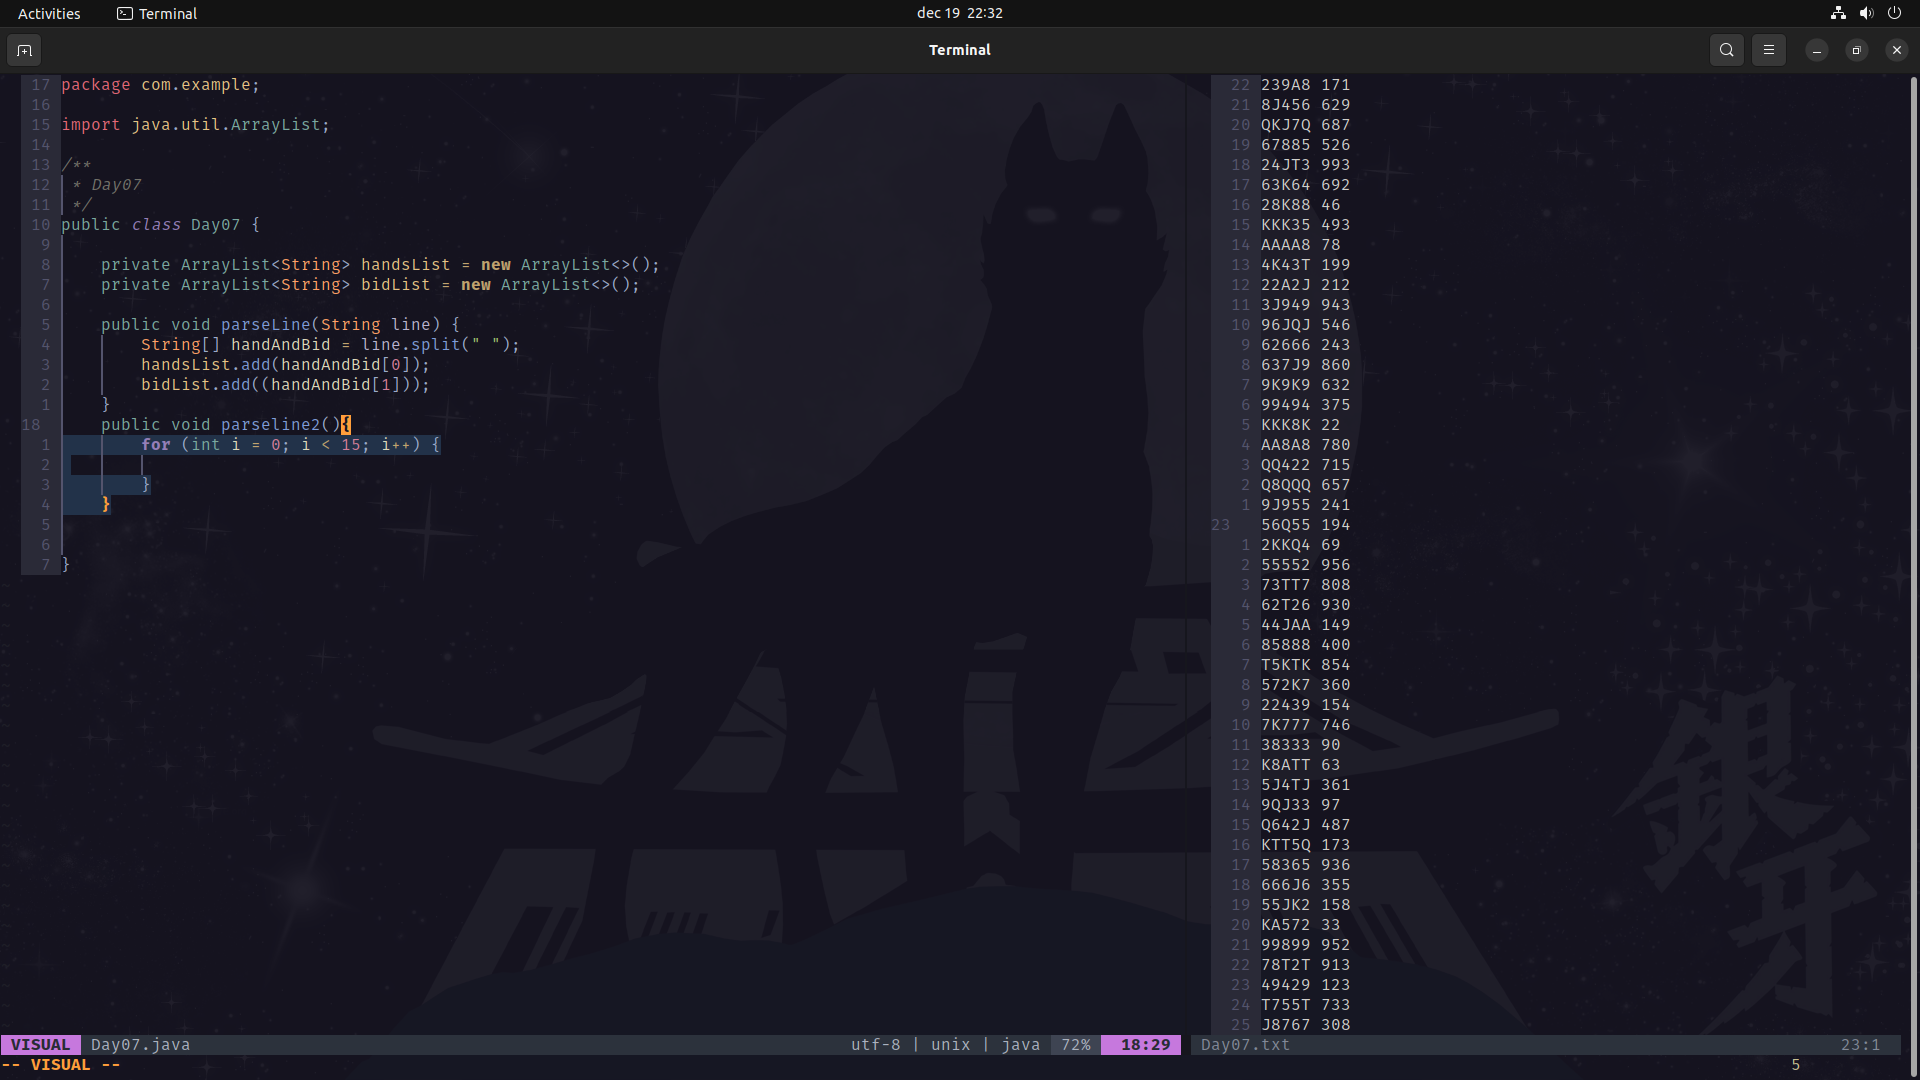 Activities Terminal dec 19 22:32
Terminal
17 package com.example;
16
15 import java.util.ArrayList;
14
13 /**
12  * Day07
11  */
10 public class Day07 {
9
8     private ArrayList<String> handsList = new ArrayList<>();
7     private ArrayList<String> bidList = new ArrayList<>();
6
5     public void parseLine(String line) {
4         String[] handAndBid = line.split(" ");
3         handsList.add(handAndBid[0]);
2         bidList.add((handAndBid[1]));
1     }
18     public void parseline2(){
1         for (int i = 0; i < 15; i++) {
2
3         }
4     }
5
6
7 }
22 239A8 171
21 8J456 629
20 QKJ7Q 687
19 67885 526
18 24JT3 993
17 63K64 692
16 28K88 46
15 KKK35 493
14 AAAA8 78
13 4K43T 199
12 22A2J 212
11 3J949 943
10 96JQJ 546
9 62666 243
8 637J9 860
7 9K9K9 632
6 99494 375
5 KKK8K 22
4 AA8A8 780
3 QQ422 715
2 Q8QQQ 657
1 9J955 241
23 56Q55 194
1 2KKQ4 69
2 55552 956
3 73TT7 808
4 62T26 930
5 44JAA 149
6 85888 400
7 T5KTK 854
8 572K7 360
9 22439 154
10 7K777 746
11 38333 90
12 K8ATT 63
13 5J4TJ 361
14 9QJ33 97
15 Q642J 487
16 KTT5Q 173
17 58365 936
18 666J6 355
19 55JK2 158
20 KA572 33
21 99899 952
22 78T2T 913
23 49429 123
24 T755T 733
25 J8767 308
銀牙
VISUAL Day07.java utf-8 | unix | java 72% 18:29 Day07.txt 23:1
-- VISUAL -- 5